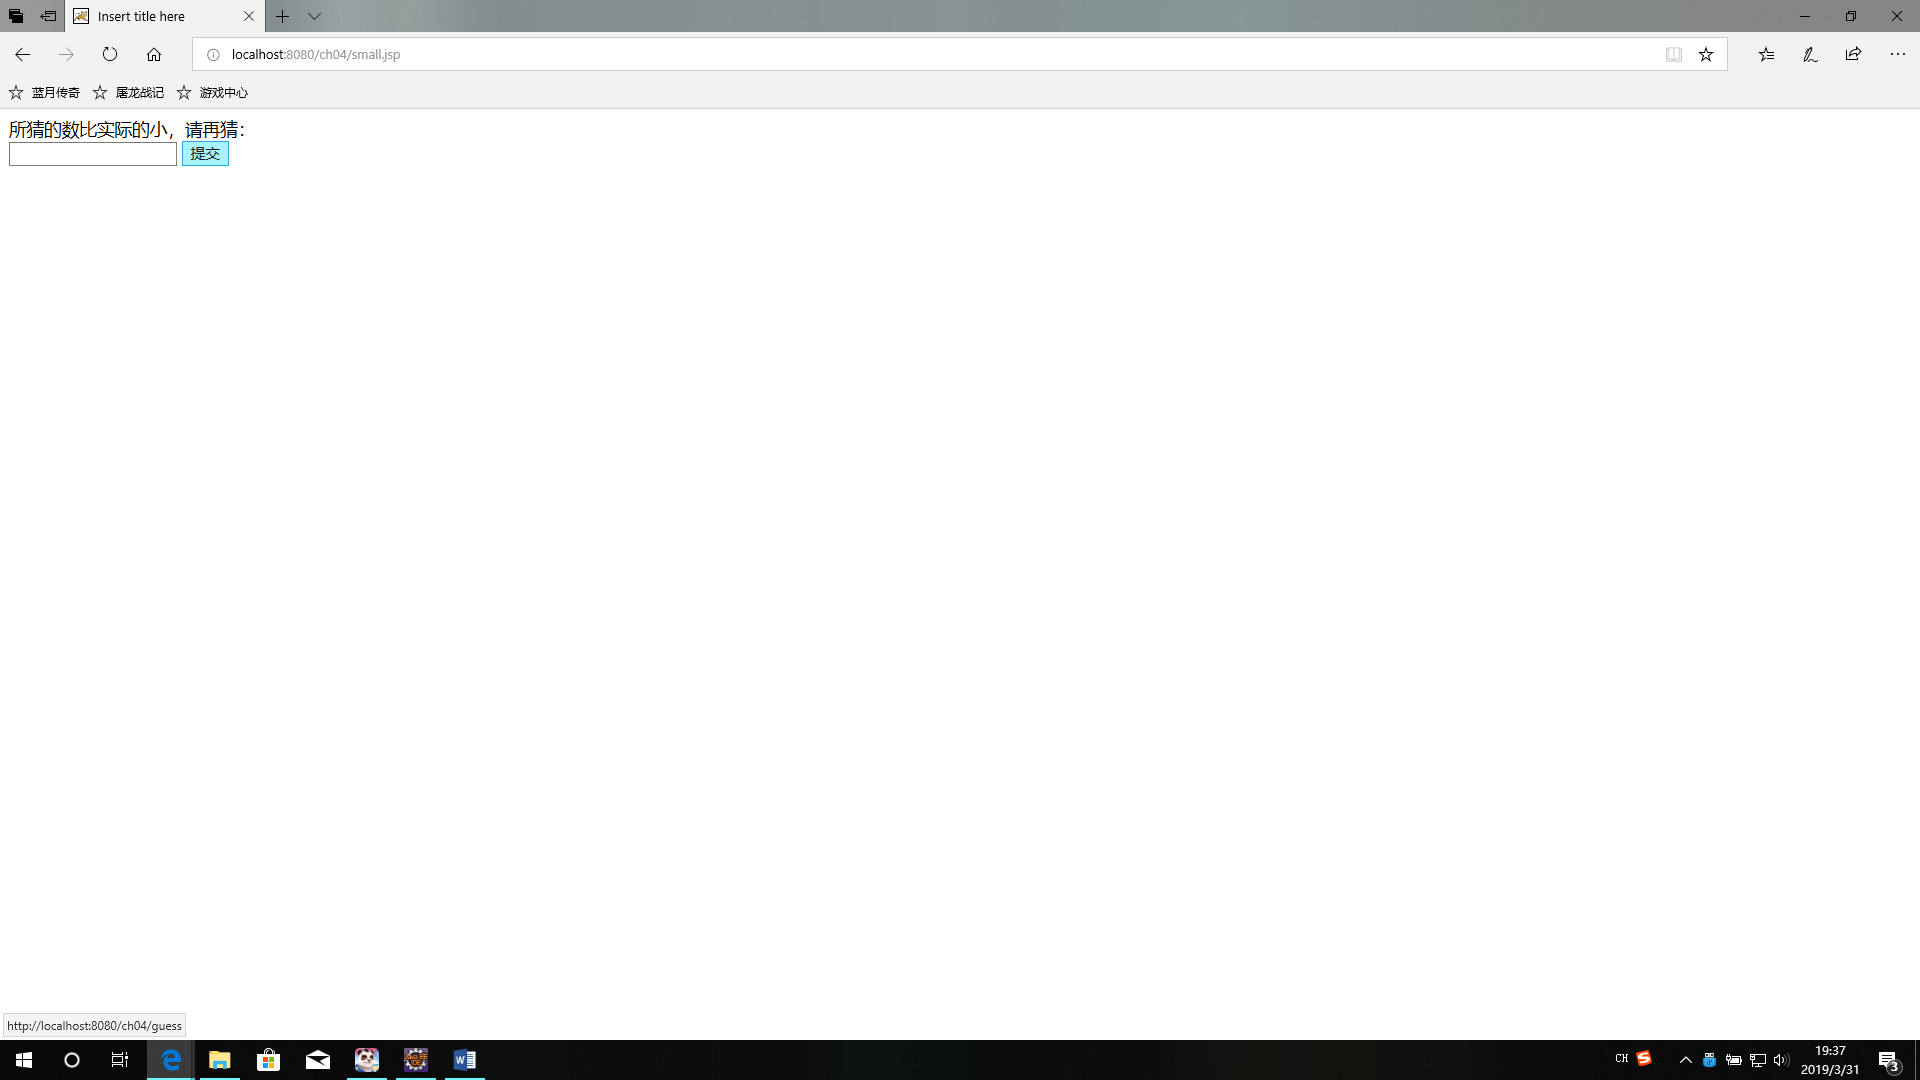 Insert title here
localhost:8080/ch04/small.jsp
蓝月传奇 屠龙战记 游戏中心
所猜的数比实际的小，请再猜：
提交
http://localhost:8080/ch04/guess
CH
19:37
2019/3/31
3